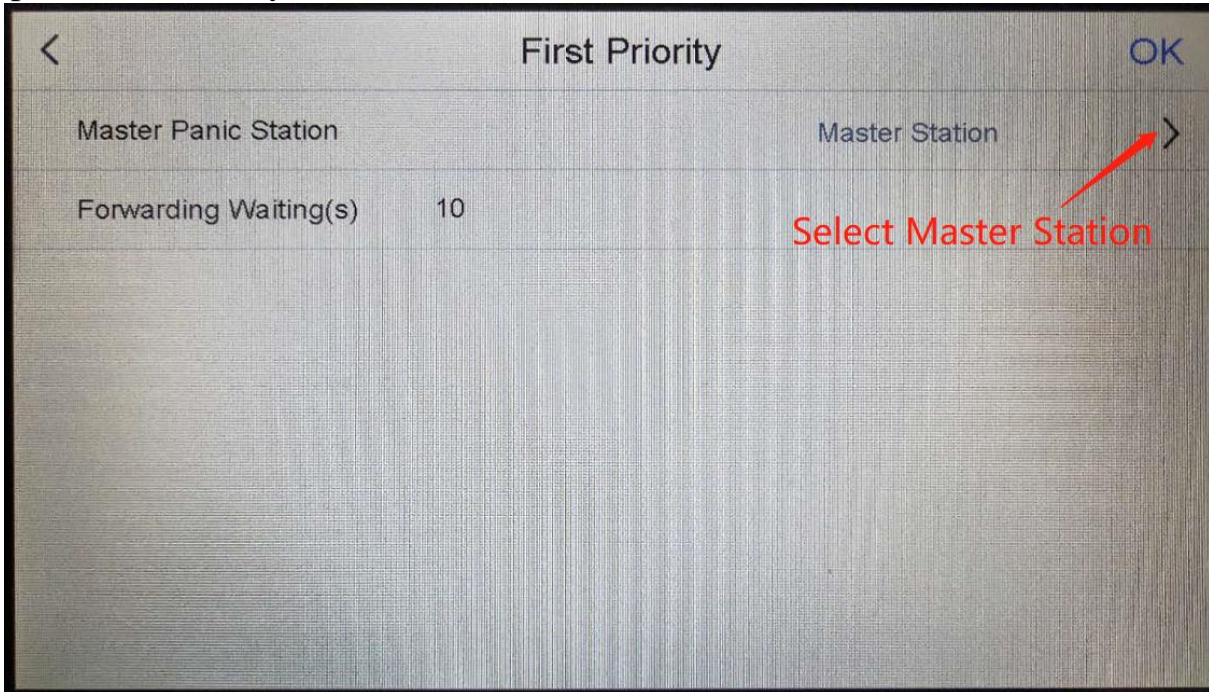 < First Priority OK
Master Panic Station Master Station >
Forwarding Waiting(s) 10
Select Master Station